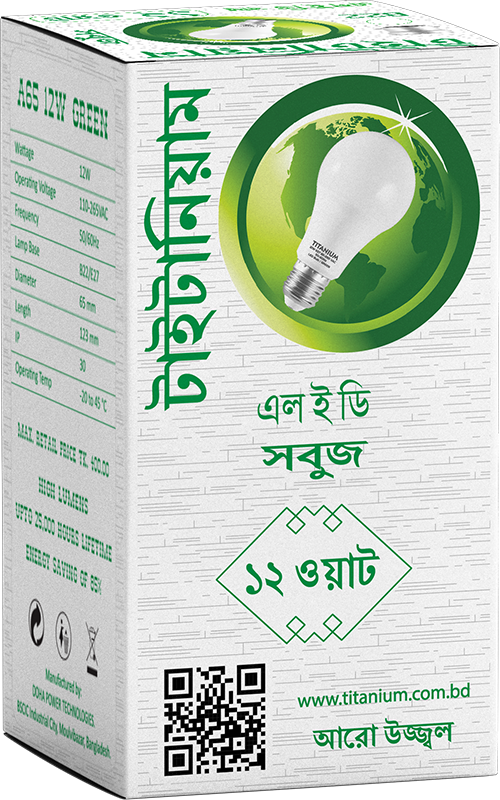 A65 12W GREEN
Wattage 12W
Operating Voltage 110-265VAC
Frequency 50/60Hz
Lamp Base B22/E27
Diameter 65 mm
Length 123 mm
IP 30
Operating Temp -20 to 45 °C
MAX. RETAIL PRICE TK. 400.00
HIGH LUMENS
UPTO 25,000 HOURS LIFETIME
ENERGY SAVING OF 85%
Manufactured by:
DOHA POWER TECHNOLOGIES.
BSCIC Industrial City, Moulvibazar, Bangladesh.
টাইটানিয়াম
TITANIUM
এল ই ডি
সবুজ
১২ ওয়াট
www.titanium.com.bd
আরো উজ্জ্বল